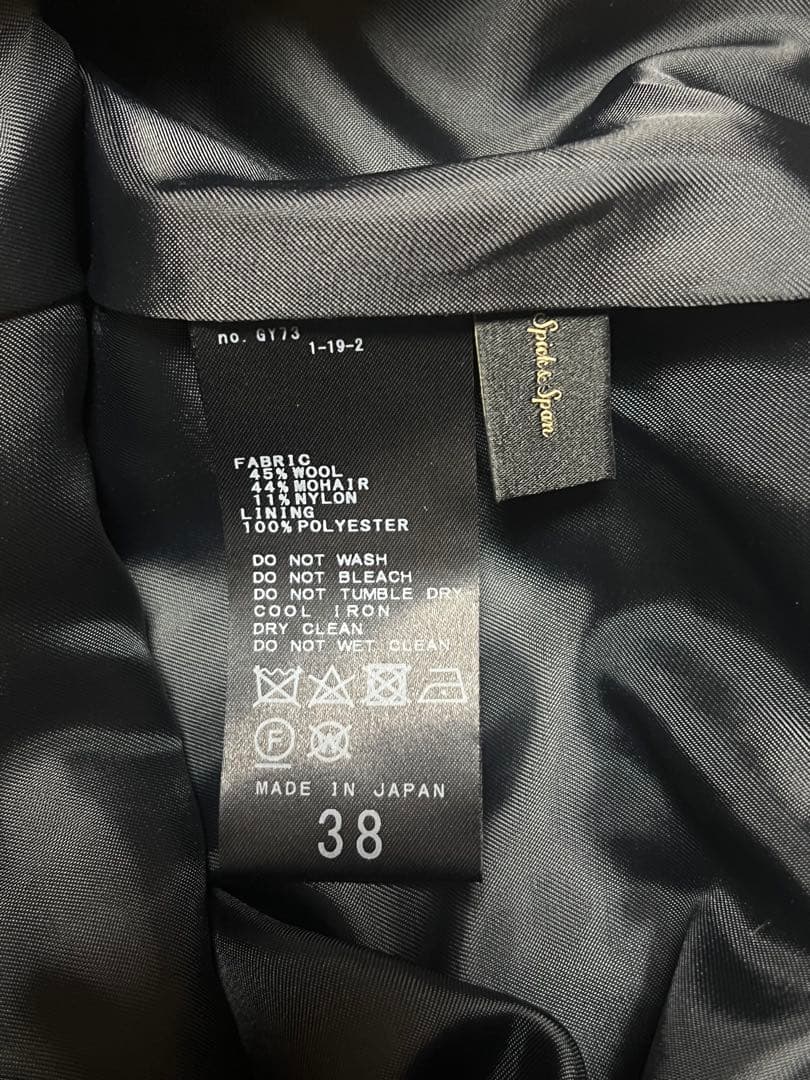 no. GY73
1-19-2
Spick & Span
FABRIC
45% WOOL
44% MOHAIR
11% NYLON
LINING
100% POLYESTER
DO NOT WASH
DO NOT BLEACH
DO NOT TUMBLE DRY
COOL IRON
DRY CLEAN
DO NOT WET CLEAN
F W
MADE IN JAPAN
38